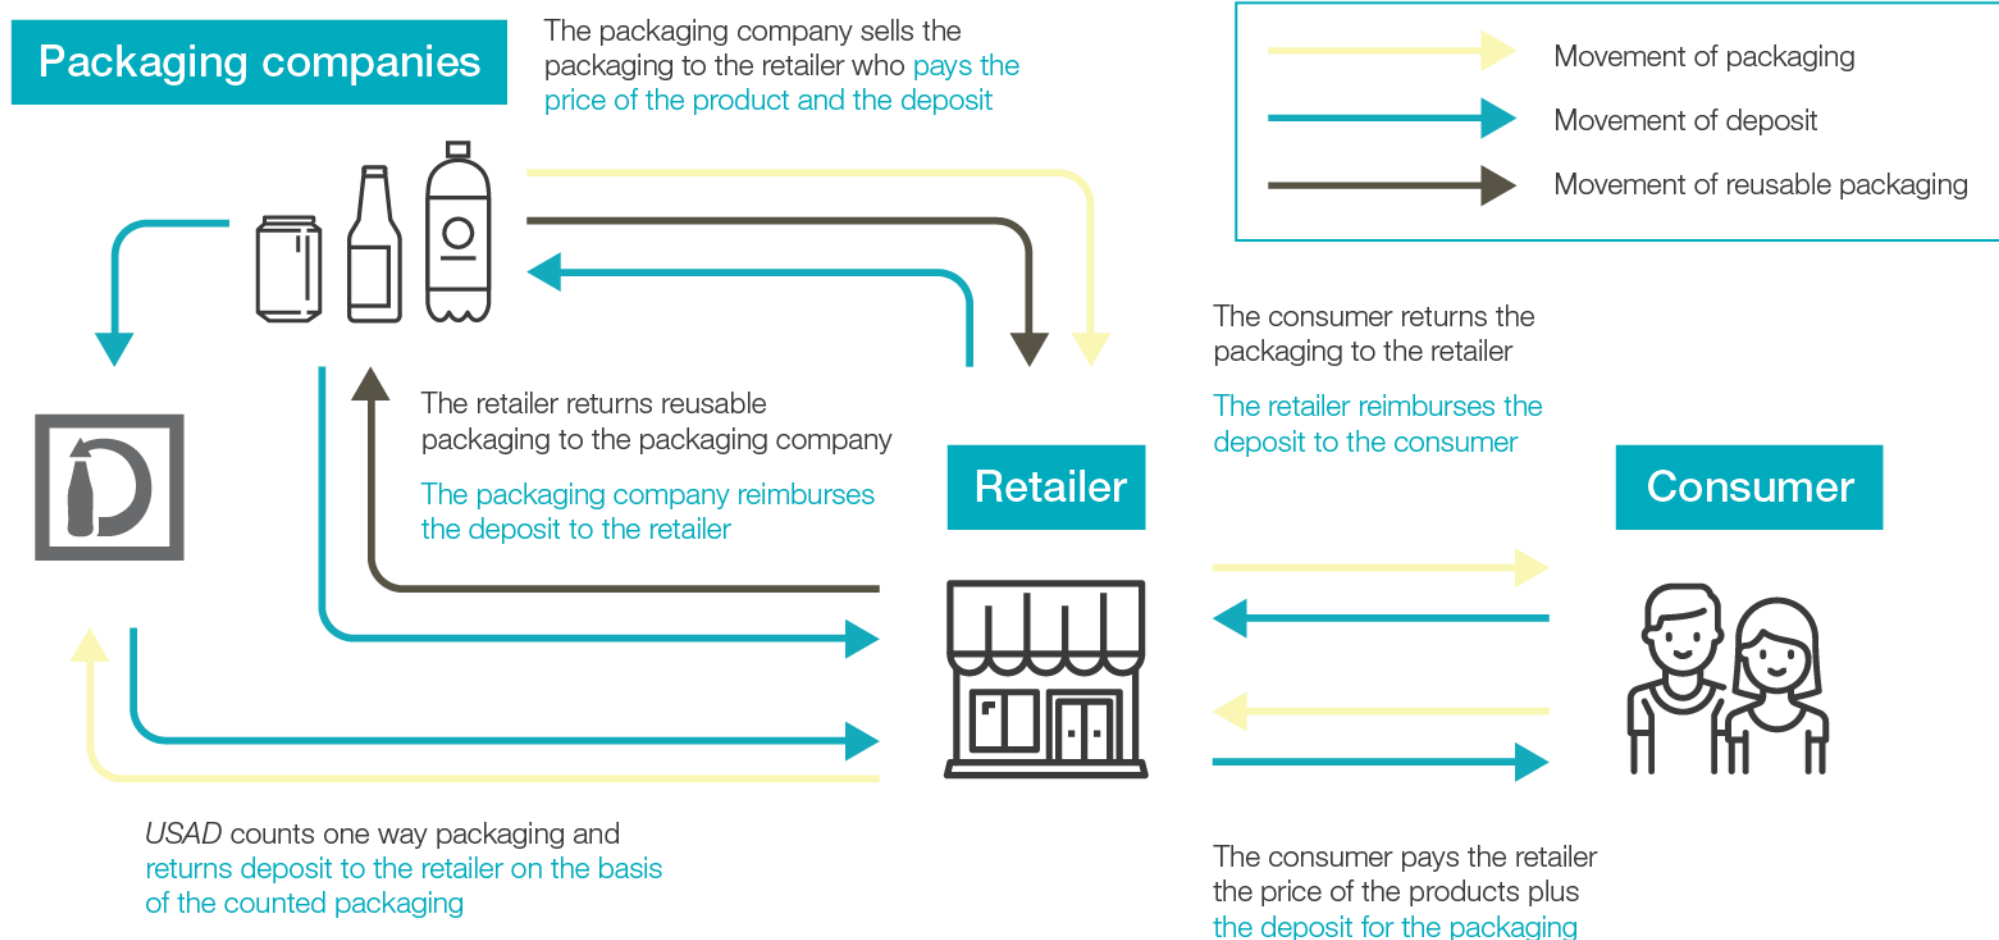 Packaging companies
The packaging company sells the
packaging to the retailer who pays the
price of the product and the deposit
Movement of packaging
Movement of deposit
Movement of reusable packaging
The consumer returns the
packaging to the retailer
The retailer reimburses the
deposit to the consumer
The retailer returns reusable
packaging to the packaging company
The packaging company reimburses
the deposit to the retailer
Retailer
Consumer
USAD counts one way packaging and
returns deposit to the retailer on the basis
of the counted packaging
The consumer pays the retailer
the price of the products plus
the deposit for the packaging